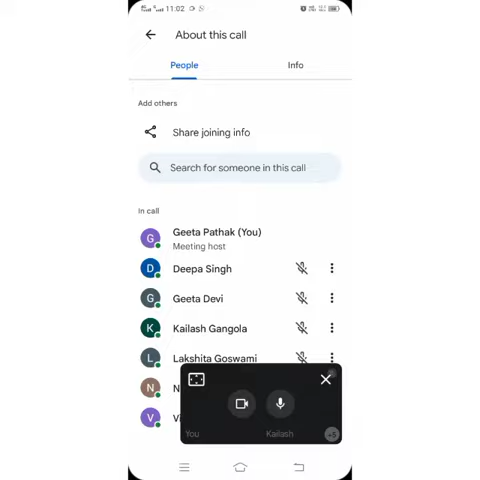 11.02
About this call
People
Info
Add others
Share joining info
Search for someone in this call
In call
G
Geeta Pathak (You)
Meeting host
D
Deepa Singh
G
Geeta Devi
K
Kailash Gangola
L
Lakshita Goswami
N
N
V
Vi
You
Kailash
+5